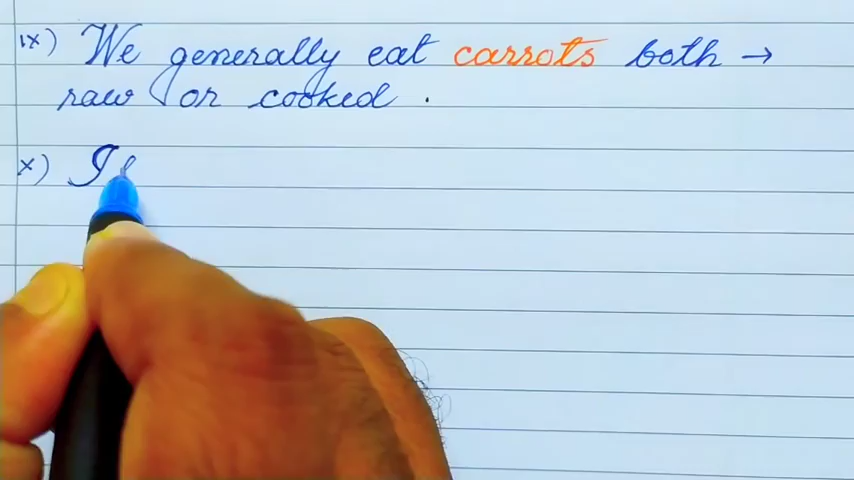 ix) We generally eat carrots both →
raw or cooked .
x) I